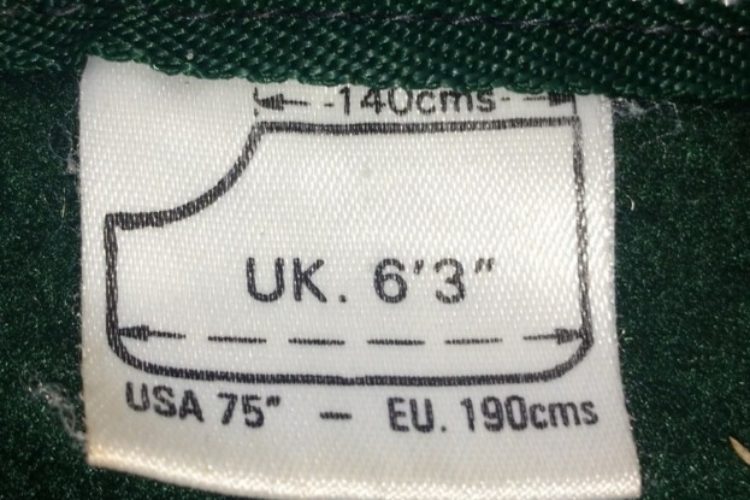 140cms
UK. 6'3"
USA 75" - EU. 190cms